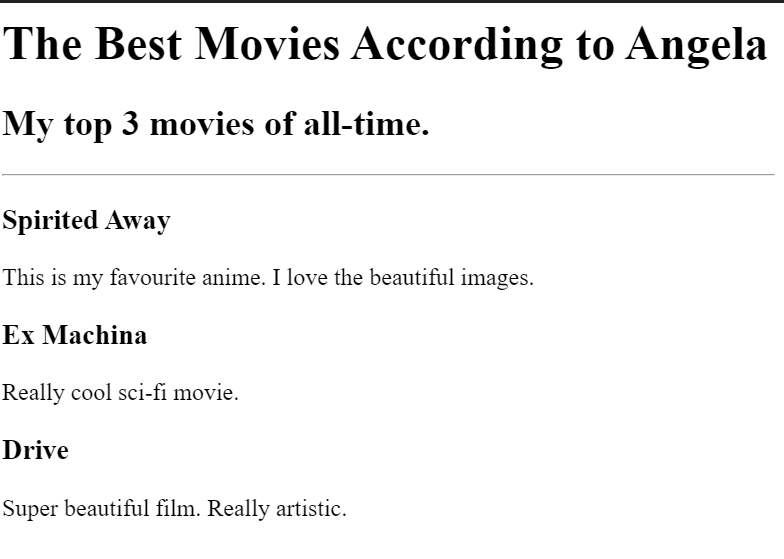 The Best Movies According to Angela
My top 3 movies of all-time.
Spirited Away
This is my favourite anime. I love the beautiful images.
Ex Machina
Really cool sci-fi movie.
Drive
Super beautiful film. Really artistic.